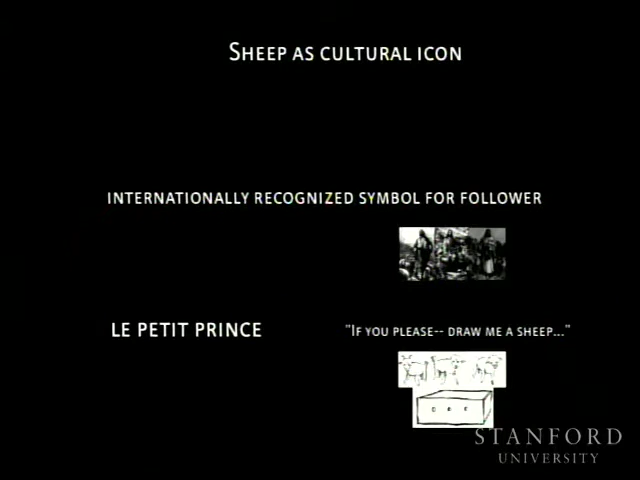 SHEEP AS CULTURAL ICON
INTERNATIONALLY RECOGNIZED SYMBOL FOR FOLLOWER
LE PETIT PRINCE
"IF YOU PLEASE-- DRAW ME A SHEEP..."
STANFORD
UNIVERSITY